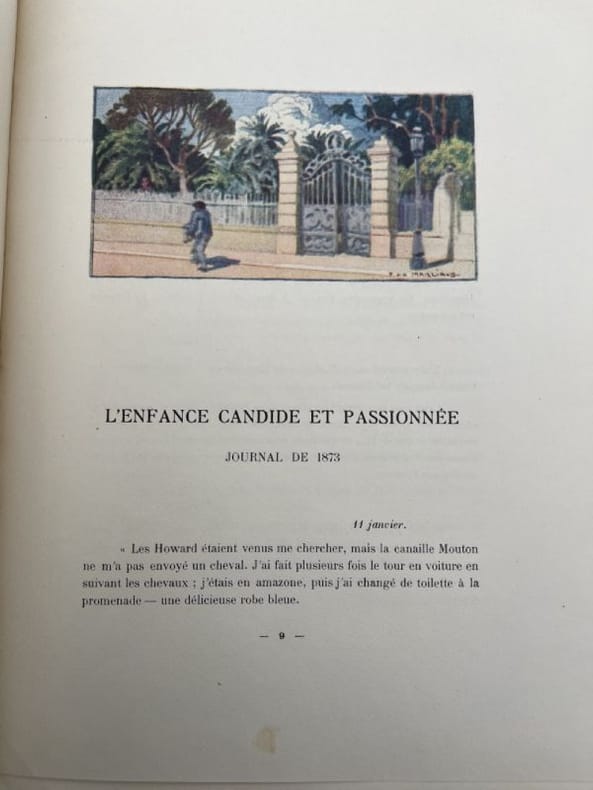 P. DE MARLIAVE
L'ENFANCE CANDIDE ET PASSIONNÉE
JOURNAL DE 1873
11 janvier.
« Les Howard étaient venus me chercher, mais la canaille Mouton
ne m'a pas envoyé un cheval. J'ai fait plusieurs fois le tour en voiture en
suivant les chevaux ; j'étais en amazone, puis j'ai changé de toilette à la
promenade — une délicieuse robe bleue.
— 9 —